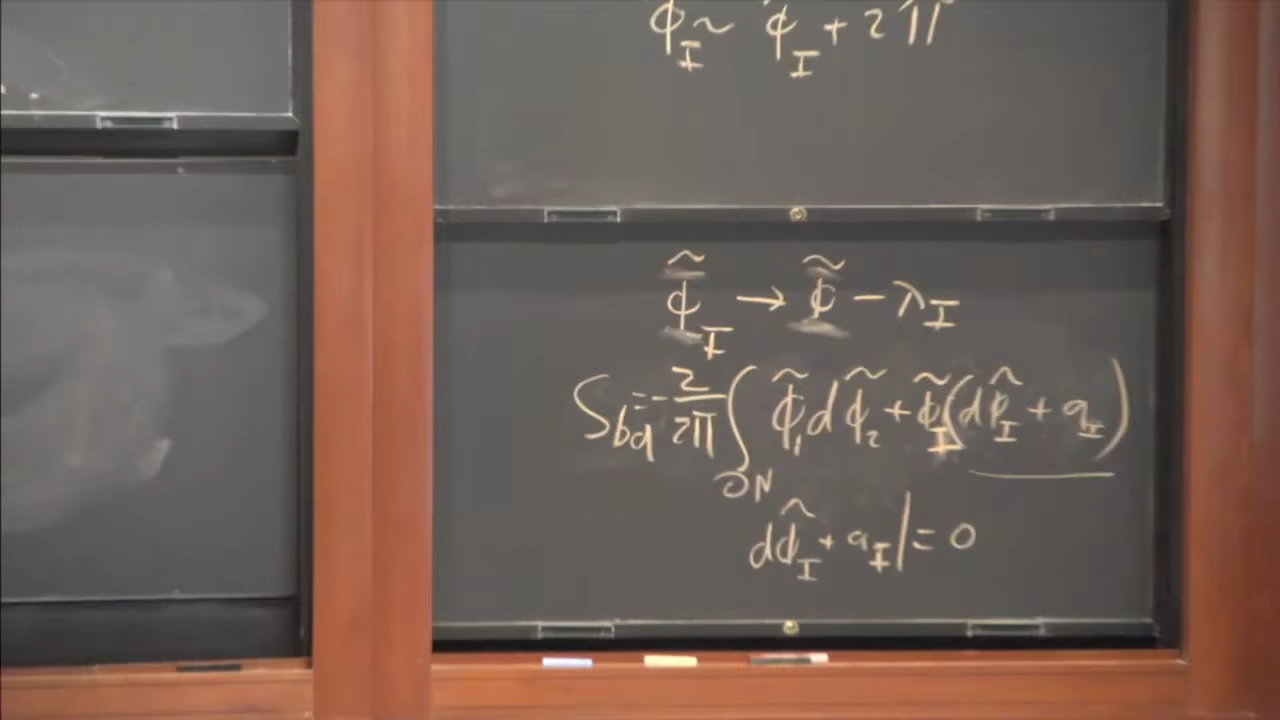 ϕ_I ~ ϕ_I + 2π
ϕ̃_I → ϕ̃ − λ_I
S_bd = −2/2π ∫_∂N ϕ̃_1 dϕ̃_2 + ϕ̃_I (dϕ̂_I + a_I)
dϕ̂_I + a_I | = 0